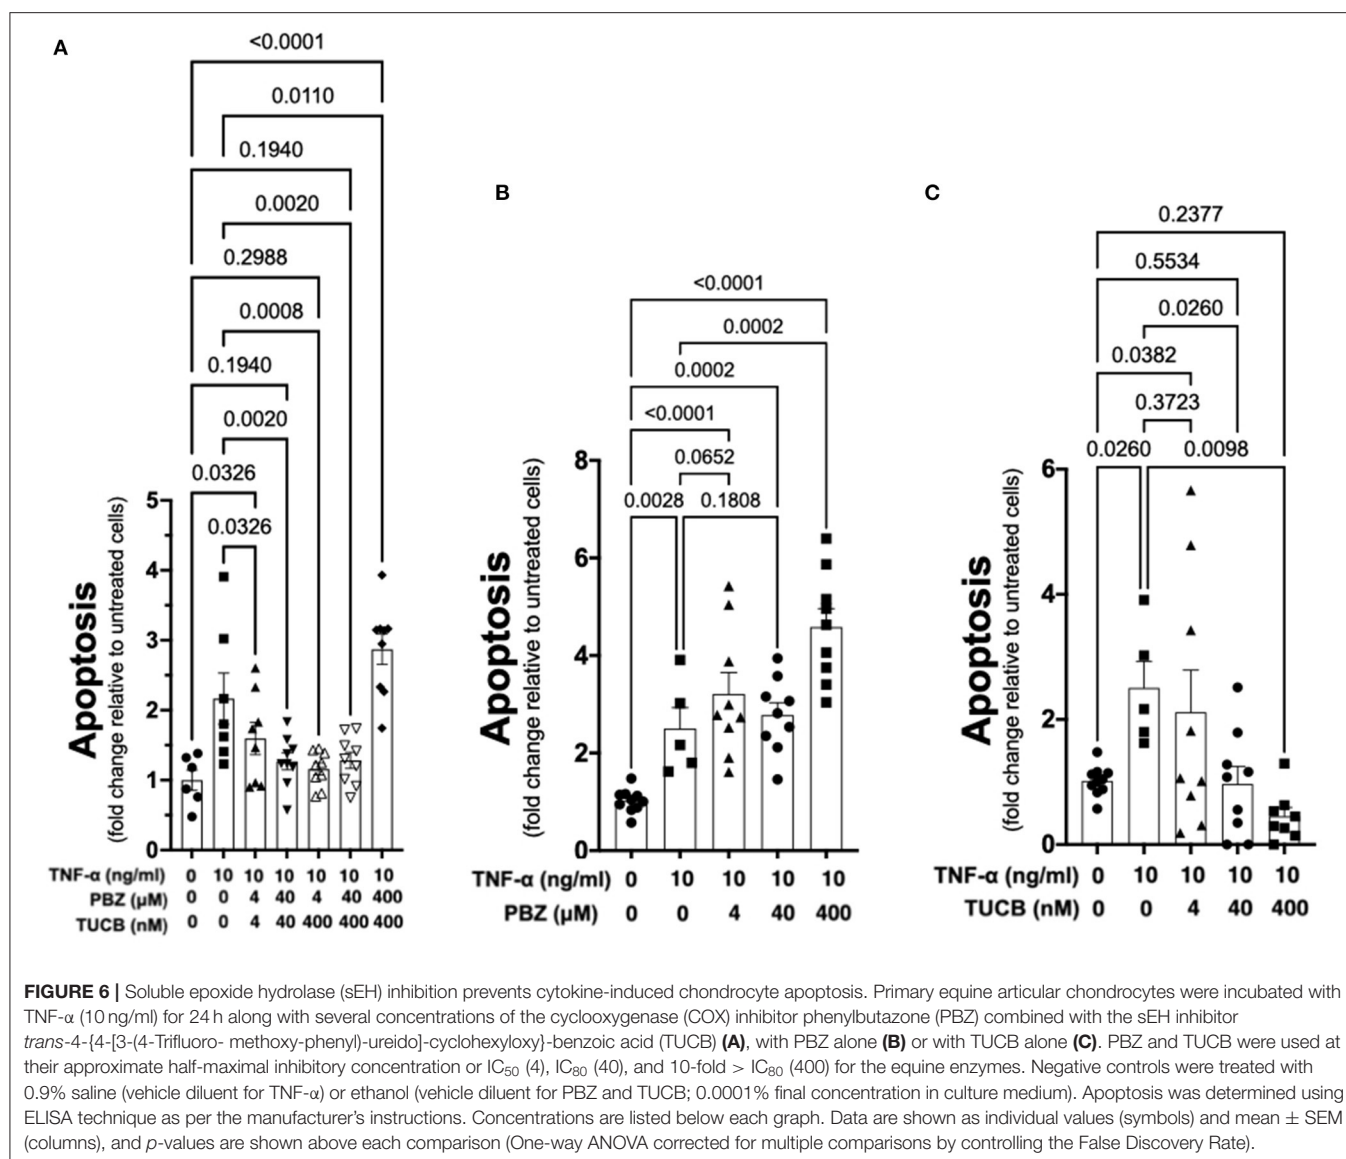 A
<0.0001
0.0110
0.1940
0.0020
0.2988
0.0008
0.1940
0.0020
0.0326
0.0326
Apoptosis
(fold change relative to untreated cells)
5
4
3
2
1
0
TNF-α (ng/ml) 0 10 10 10 10 10 10
PBZ (μM) 0 0 4 40 4 40 400
TUCB (nM) 0 0 4 40 400 400 400
B
<0.0001
0.0002
0.0002
<0.0001
0.0652
0.0028 0.1808
Apoptosis
(fold change relative to untreated cells)
8
6
4
2
0
TNF-α (ng/ml) 0 10 10 10 10
PBZ (μM) 0 0 4 40 400
C
0.2377
0.5534
0.0260
0.0382
0.3723
0.0260 0.0098
Apoptosis
(fold change relative to untreated cells)
6
4
2
0
TNF-α (ng/ml) 0 10 10 10 10
TUCB (nM) 0 0 4 40 400
FIGURE 6 | Soluble epoxide hydrolase (sEH) inhibition prevents cytokine-induced chondrocyte apoptosis. Primary equine articular chondrocytes were incubated with
TNF-α (10 ng/ml) for 24 h along with several concentrations of the cyclooxygenase (COX) inhibitor phenylbutazone (PBZ) combined with the sEH inhibitor
trans-4-{4-[3-(4-Trifluoro- methoxy-phenyl)-ureido]-cyclohexyloxy}-benzoic acid (TUCB) (A), with PBZ alone (B) or with TUCB alone (C). PBZ and TUCB were used at
their approximate half-maximal inhibitory concentration or IC50 (4), IC80 (40), and 10-fold > IC80 (400) for the equine enzymes. Negative controls were treated with
0.9% saline (vehicle diluent for TNF-α) or ethanol (vehicle diluent for PBZ and TUCB; 0.0001% final concentration in culture medium). Apoptosis was determined using
ELISA technique as per the manufacturer's instructions. Concentrations are listed below each graph. Data are shown as individual values (symbols) and mean ± SEM
(columns), and p-values are shown above each comparison (One-way ANOVA corrected for multiple comparisons by controlling the False Discovery Rate).